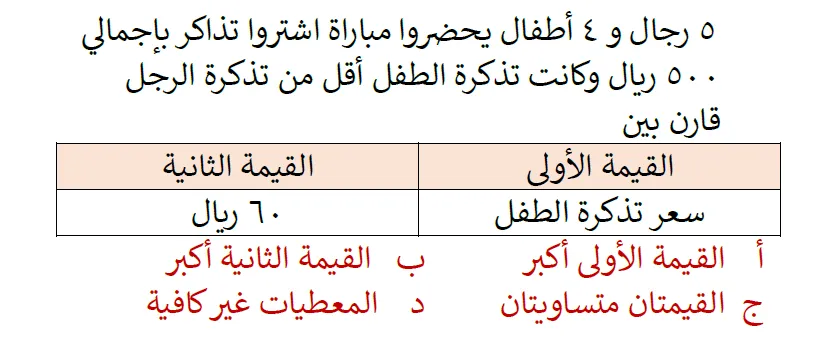 ٥ رجال و ٤ أطفال يحضروا مباراة اشتروا تذاكر بإجمالي
٥٠٠ ريال وكانت تذكرة الطفل أقل من تذكرة الرجل
قارن بين
القيمة الأولى القيمة الثانية
سعر تذكرة الطفل ٦٠ ريال
أ القيمة الأولى أكبر ب القيمة الثانية أكبر
ج القيمتان متساويتان د المعطيات غير كافية